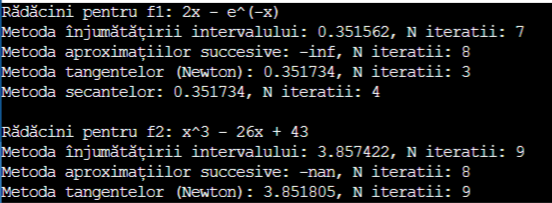 Rădăcini pentru f1: 2x - e^(-x)
Metoda înjumătățirii intervalului: 0.351562, N iteratii: 7
Metoda aproximațiilor succesive: -inf, N iteratii: 8
Metoda tangentelor (Newton): 0.351734, N iteratii: 3
Metoda secantelor: 0.351734, N iteratii: 4
Rădăcini pentru f2: x^3 - 26x + 43
Metoda înjumătățirii intervalului: 3.857422, N iteratii: 9
Metoda aproximațiilor succesive: -nan, N iteratii: 8
Metoda tangentelor (Newton): 3.851805, N iteratii: 9